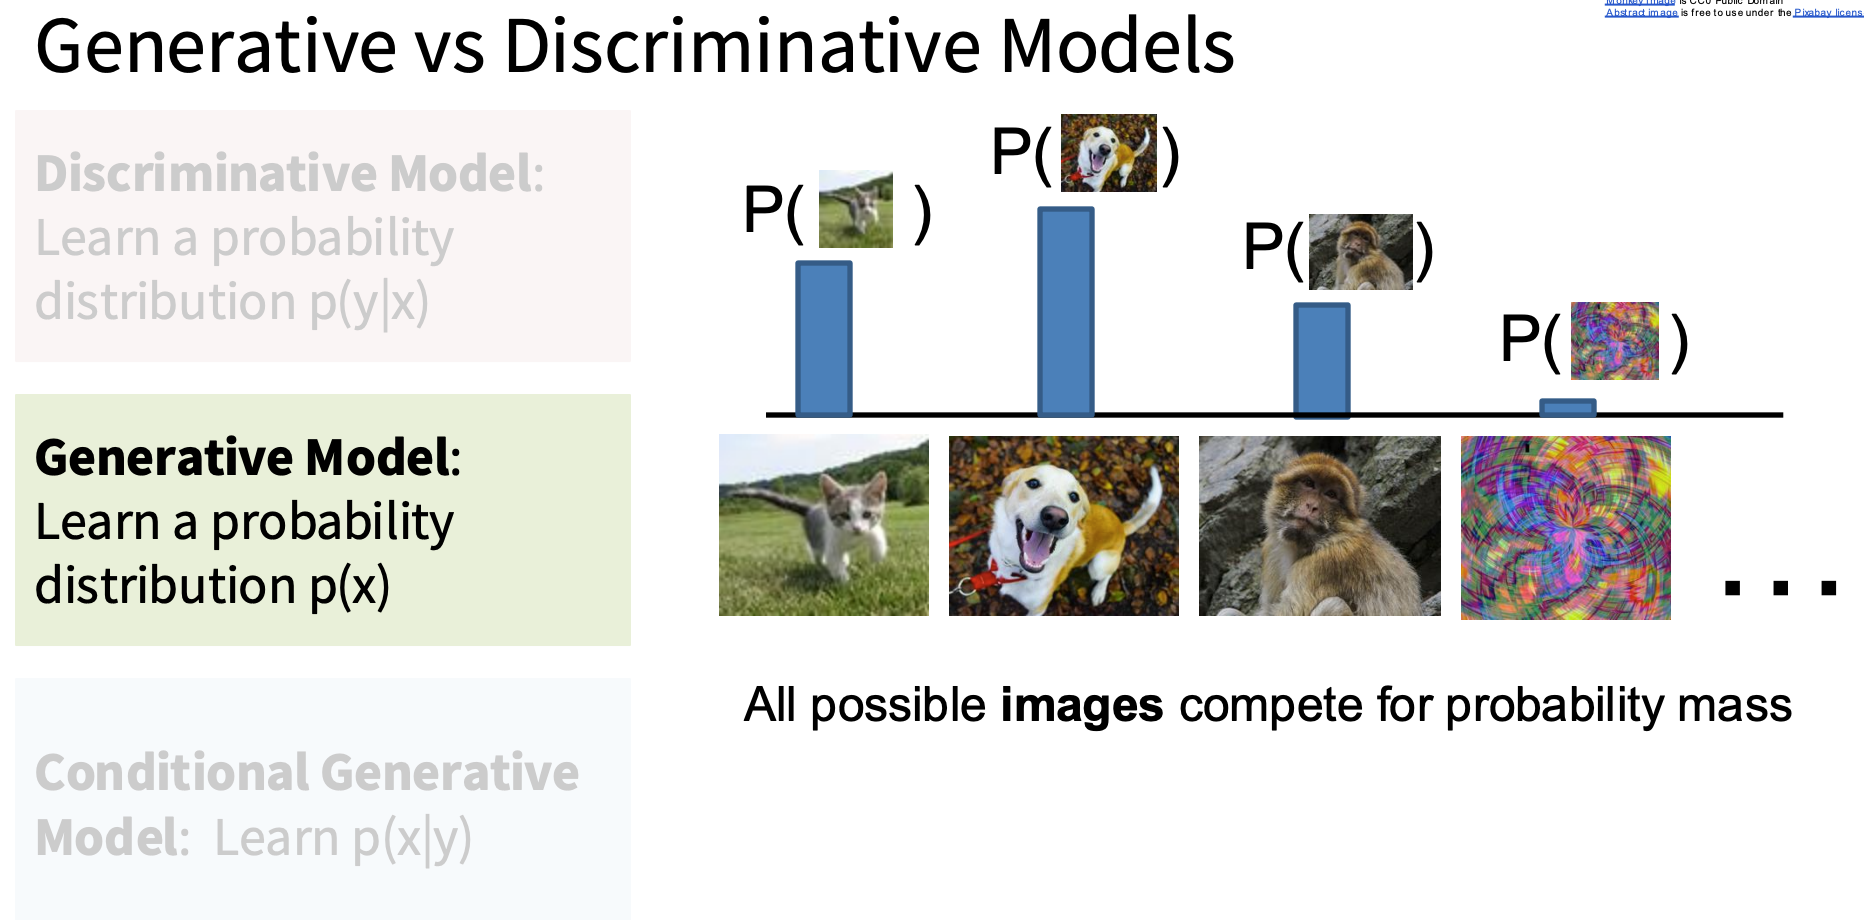 Monkey image is CC0 Public Domain
Abstract image is free to use under the Pixabay licens
Generative vs Discriminative Models
Discriminative Model:
Learn a probability
distribution p(y|x)
Generative Model:
Learn a probability
distribution p(x)
Conditional Generative
Model: Learn p(x|y)
P( )
P( )
P( )
P( )
. . .
All possible images compete for probability mass